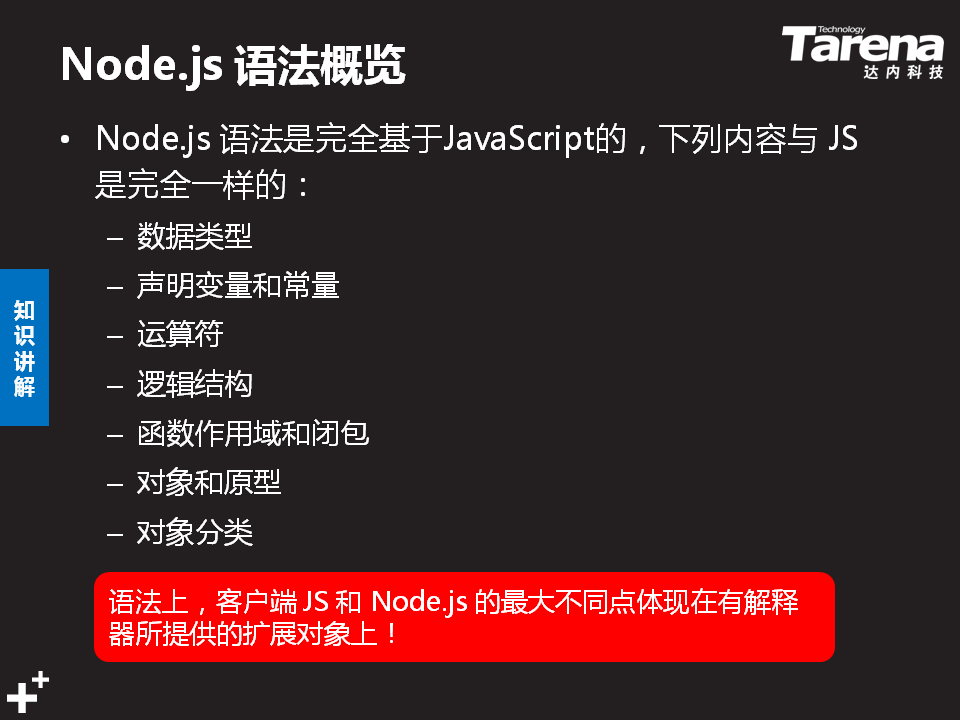 Node.js 语法概览
Technology
Tarena
达内科技
• Node.js 语法是完全基于JavaScript的，下列内容与 JS
是完全一样的：
– 数据类型
– 声明变量和常量
– 运算符
– 逻辑结构
– 函数作用域和闭包
– 对象和原型
– 对象分类
知识讲解
语法上，客户端 JS 和 Node.js 的最大不同点体现在有解释
器所提供的扩展对象上！